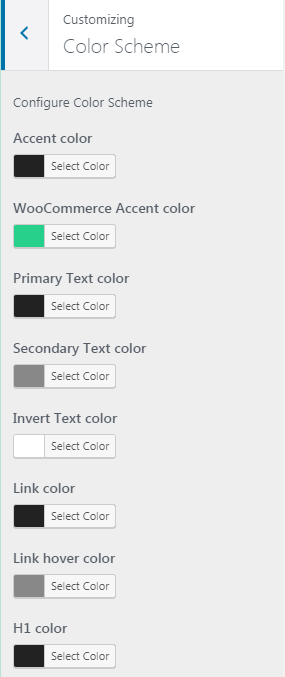 Customizing
Color Scheme
Configure Color Scheme
Accent color
Select Color
WooCommerce Accent color
Select Color
Primary Text color
Select Color
Secondary Text color
Select Color
Invert Text color
Select Color
Link color
Select Color
Link hover color
Select Color
H1 color
Select Color